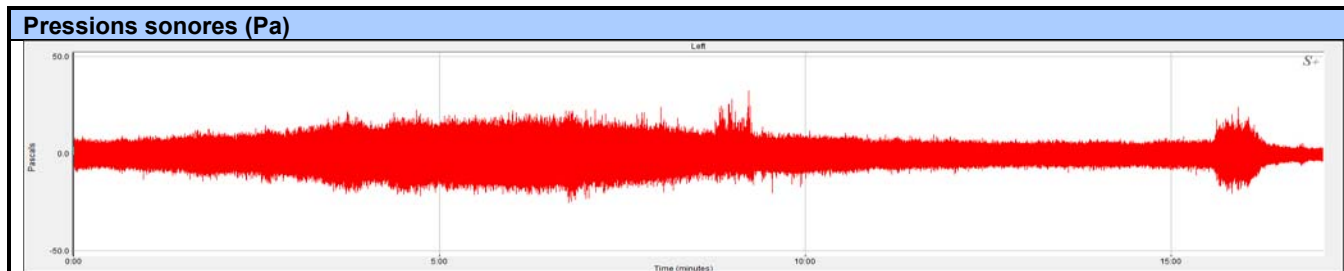 Pressions sonores (Pa)
Left
50.0
S+
Pascals
0.0
-50.0
0:00 5:00 10:00 15:00
Time (minutes)